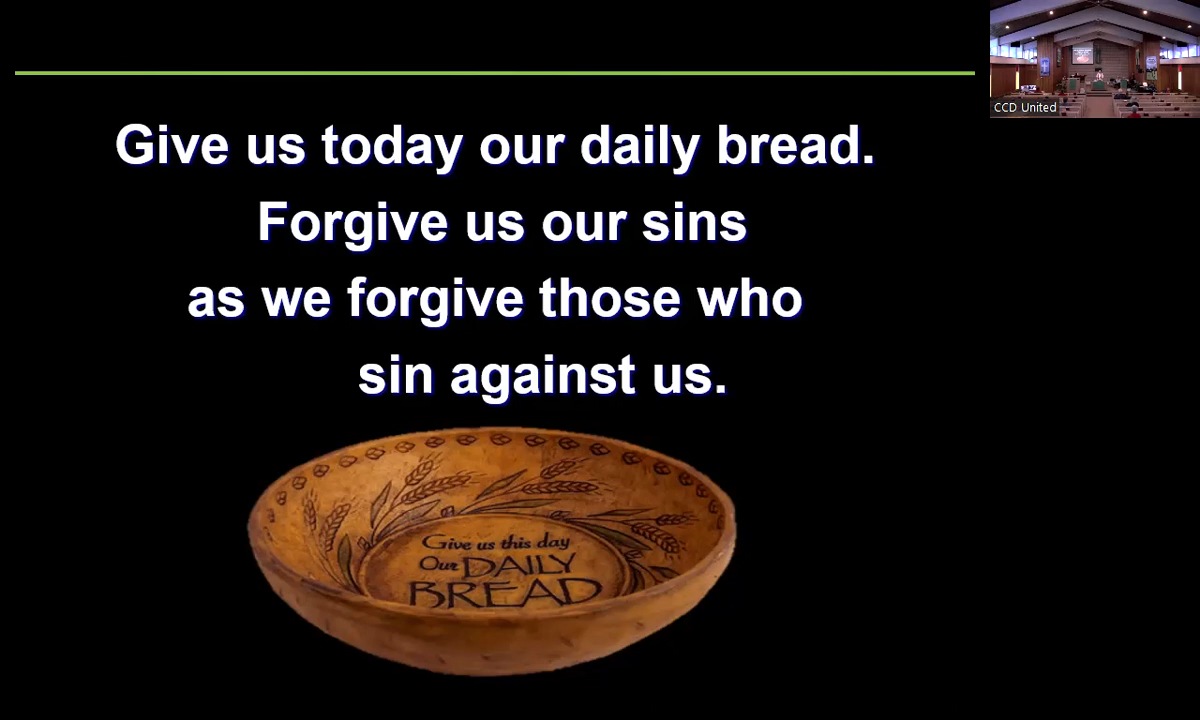 Give us today our daily bread.
Forgive us our sins
as we forgive those who
sin against us.
Give us this day
Our DAILY
BREAD
CCD United